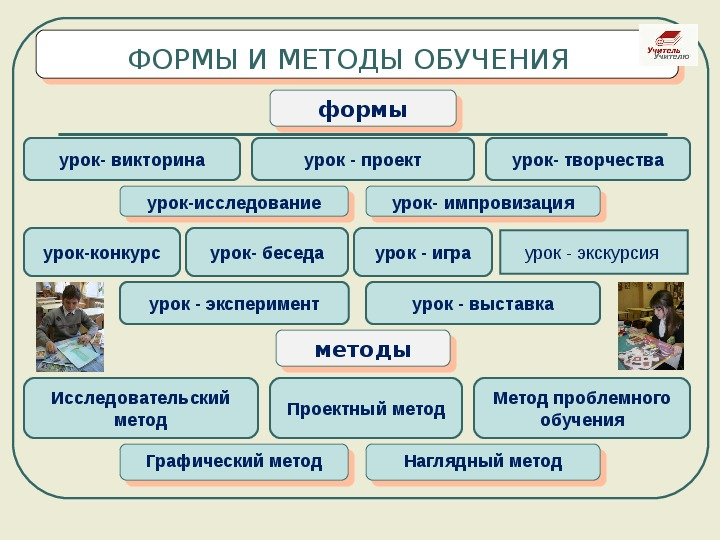 Учитель
Учителю
ФОРМЫ И МЕТОДЫ ОБУЧЕНИЯ
формы
урок- викторина
урок - проект
урок- творчества
урок-исследование
урок- импровизация
урок-конкурс
урок- беседа
урок - игра
урок - экскурсия
урок - эксперимент
урок - выставка
методы
Исследовательский
метод
Проектный метод
Метод проблемного
обучения
Графический метод
Наглядный метод